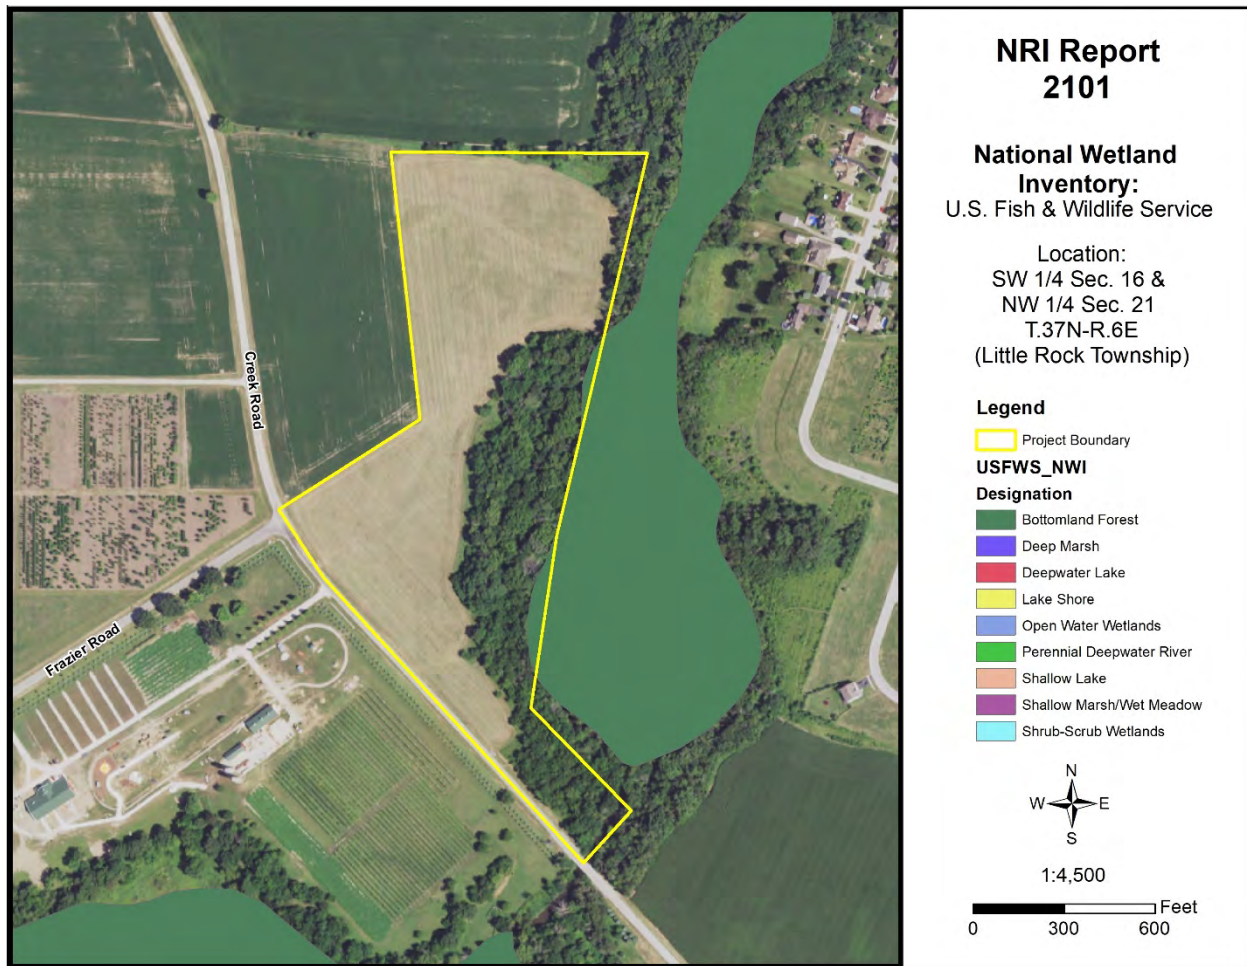 NRI Report
2101
National Wetland
Inventory:
U.S. Fish & Wildlife Service
Location:
SW 1/4 Sec. 16 &
NW 1/4 Sec. 21
T.37N-R.6E
(Little Rock Township)
Legend
Project Boundary
USFWS_NWI
Designation
Bottomland Forest
Deep Marsh
Deepwater Lake
Lake Shore
Open Water Wetlands
Perennial Deepwater River
Shallow Lake
Shallow Marsh/Wet Meadow
Shrub-Scrub Wetlands
N
W E
S
1:4,500
Feet
0 300 600
Creek Road
Frazier Road